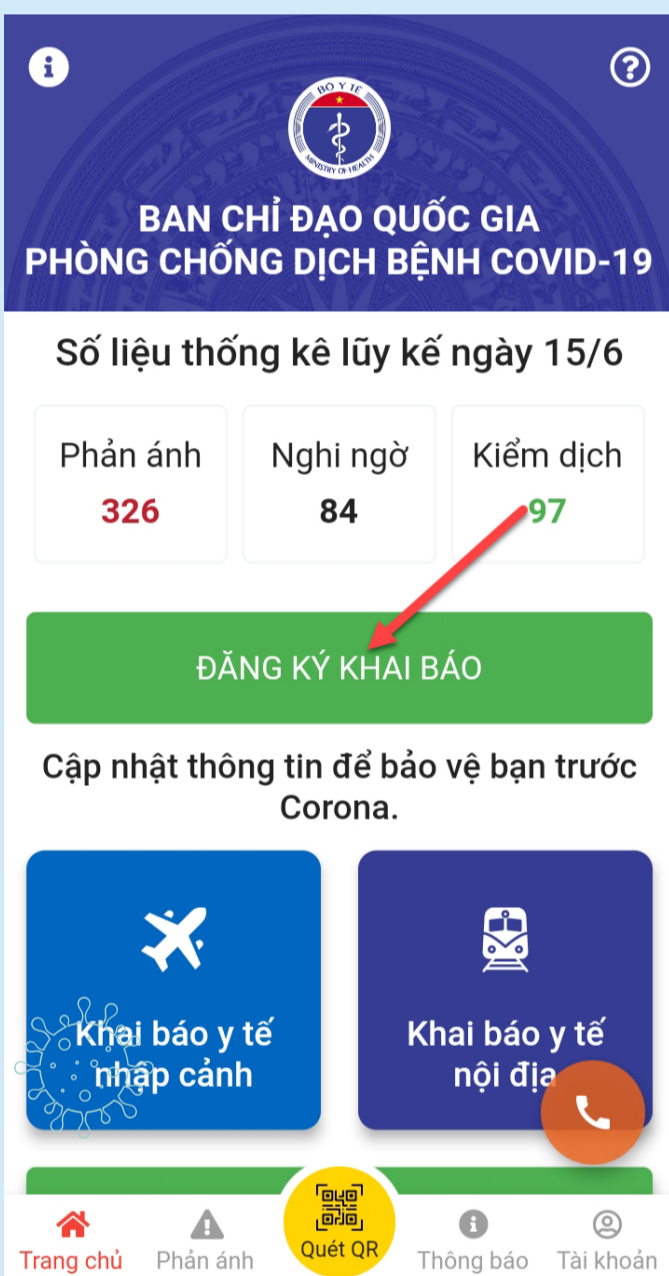 BỘ Y TẾ
MINISTRY OF HEALTH
BAN CHỈ ĐẠO QUỐC GIA
PHÒNG CHỐNG DỊCH BỆNH COVID-19
Số liệu thống kê lũy kế ngày 15/6
Phản ánh
326
Nghi ngờ
84
Kiểm dịch
97
ĐĂNG KÝ KHAI BÁO
Cập nhật thông tin để bảo vệ bạn trước
Corona.
Khai báo y tế
nhập cảnh
Khai báo y tế
nội địa
Trang chủ
Phản ánh
Quét QR
Thông báo
Tài khoản